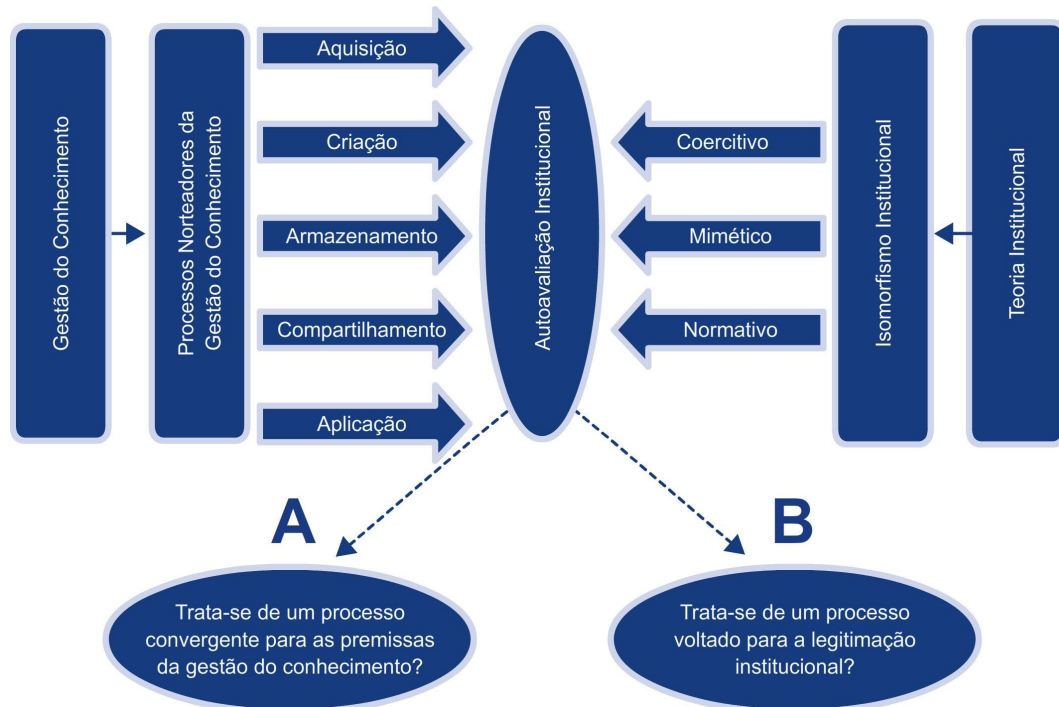 Gestão do Conhecimento
Processos Norteadores da
Gestão do Conhecimento
Aquisição
Criação
Armazenamento
Compartilhamento
Aplicação
Autoavaliação Institucional
Coercitivo
Mimético
Normativo
Isomorfismo Institucional
Teoria Institucional
A
B
Trata-se de um processo
convergente para as premissas
da gestão do conhecimento?
Trata-se de um processo
voltado para a legitimação
institucional?